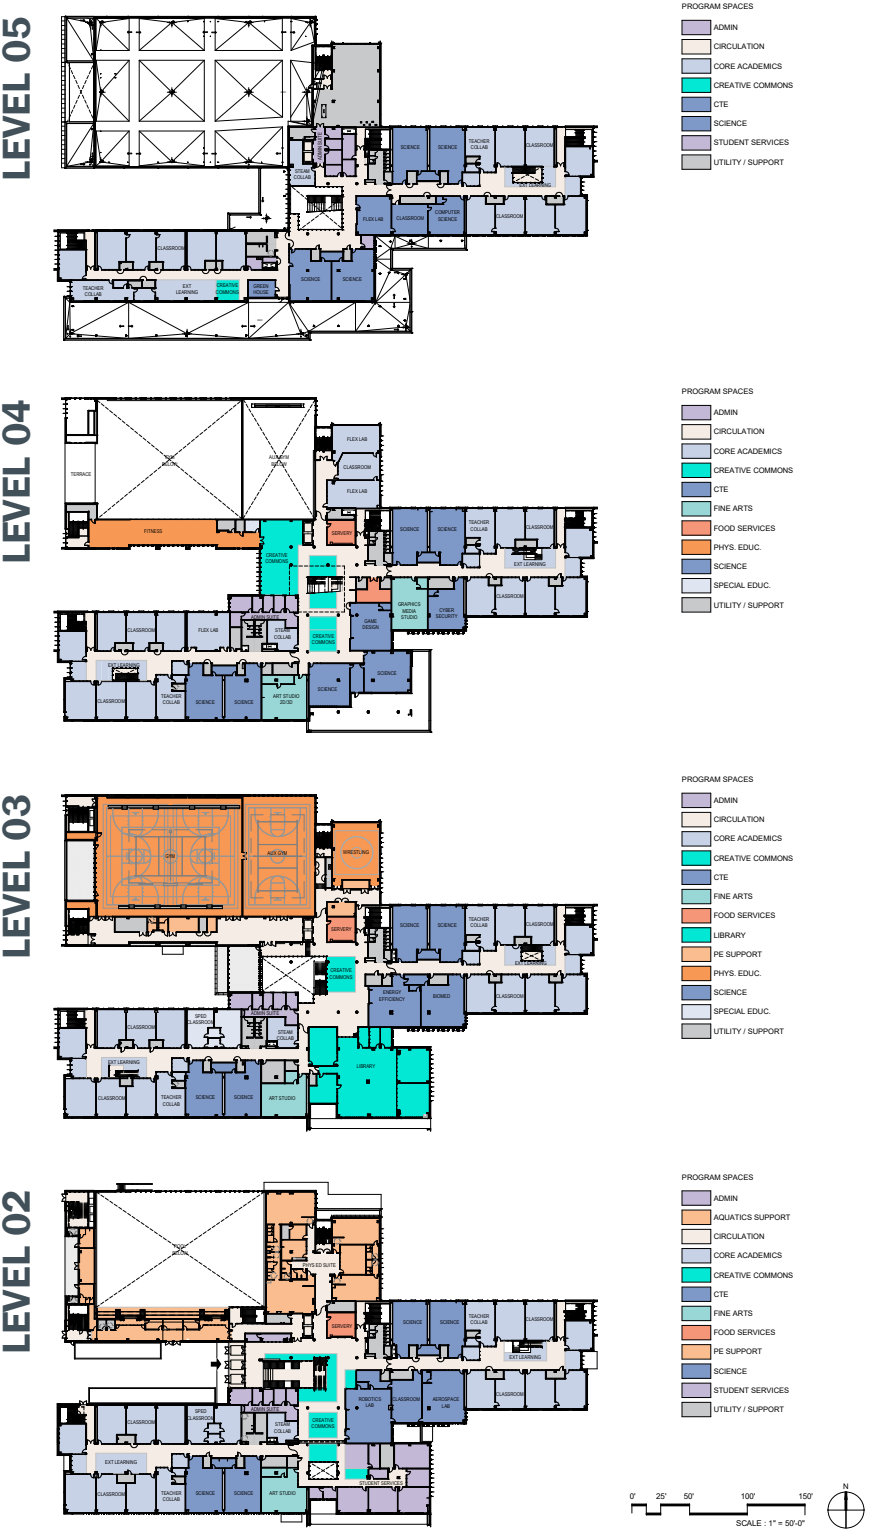 LEVEL 05
PROGRAM SPACES
ADMIN
CIRCULATION
CORE ACADEMICS
CREATIVE COMMONS
CTE
SCIENCE
STUDENT SERVICES
UTILITY / SUPPORT
ADMIN SUITE
STEAM
COLLAB
SCIENCE
SCIENCE
TEACHER
COLLAB
CLASSROOM
EXT LEARNING
FLEX LAB
CLASSROOM
COMPUTER
SCIENCE
CLASSROOM
CLASSROOM
SCIENCE
SCIENCE
TEACHER
COLLAB
EXT
LEARNING
CREATIVE
COMMONS
GREEN
HOUSE
LEVEL 04
PROGRAM SPACES
ADMIN
CIRCULATION
CORE ACADEMICS
CREATIVE COMMONS
CTE
FINE ARTS
FOOD SERVICES
PHYS. EDUC.
SCIENCE
SPECIAL EDUC.
UTILITY / SUPPORT
TERRACE
GYM
BELOW
AUX GYM
BELOW
FLEX LAB
CLASSROOM
FLEX LAB
FITNESS
SERVERY
SCIENCE
SCIENCE
TEACHER
COLLAB
CLASSROOM
EXT LEARNING
CREATIVE
COMMONS
GRAPHICS
MEDIA
STUDIO
CYBER
SECURITY
CLASSROOM
ADMIN SUITE
CLASSROOM
FLEX LAB
STEAM
COLLAB
CREATIVE
COMMONS
GAME
DESIGN
EXT LEARNING
CLASSROOM
TEACHER
COLLAB
SCIENCE
SCIENCE
ART STUDIO
2D/3D
SCIENCE
SCIENCE
LEVEL 03
PROGRAM SPACES
ADMIN
CIRCULATION
CORE ACADEMICS
CREATIVE COMMONS
CTE
FINE ARTS
FOOD SERVICES
LIBRARY
PE SUPPORT
PHYS. EDUC.
SCIENCE
SPECIAL EDUC.
UTILITY / SUPPORT
GYM
AUX GYM
WRESTLING
SERVERY
SCIENCE
SCIENCE
TEACHER
COLLAB
CLASSROOM
EXT LEARNING
CREATIVE
COMMONS
ENERGY
EFFICIENCY
BIOMED
CLASSROOM
ADMIN SUITE
CLASSROOM
SPED
CLASSROOM
STEAM
COLLAB
LIBRARY
EXT LEARNING
CLASSROOM
TEACHER
COLLAB
SCIENCE
SCIENCE
ART STUDIO
LEVEL 02
PROGRAM SPACES
ADMIN
AQUATICS SUPPORT
CIRCULATION
CORE ACADEMICS
CREATIVE COMMONS
CTE
FINE ARTS
FOOD SERVICES
PE SUPPORT
SCIENCE
STUDENT SERVICES
UTILITY / SUPPORT
POOL
BELOW
PHYS ED SUITE
SERVERY
SCIENCE
SCIENCE
TEACHER
COLLAB
CLASSROOM
EXT LEARNING
ROBOTICS
LAB
CLASSROOM
AEROSPACE
LAB
CLASSROOM
ADMIN SUITE
CLASSROOM
SPED
CLASSROOM
STEAM
COLLAB
CREATIVE
COMMONS
EXT LEARNING
CLASSROOM
TEACHER
COLLAB
SCIENCE
SCIENCE
ART STUDIO
STUDENT SERVICES
0' 25' 50' 100' 150'
SCALE : 1" = 50'-0"
N